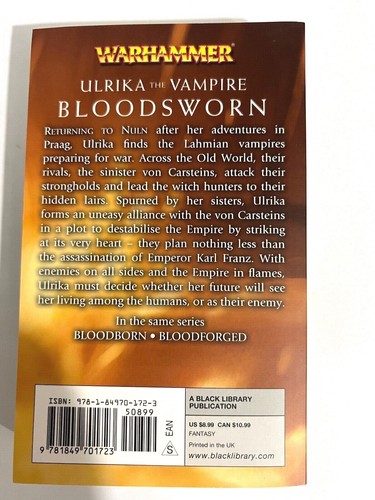 WARHAMMER
ULRIKA THE VAMPIRE
BLOODSWORN
RETURNING TO NULN after her adventures in
Praag, Ulrika finds the Lahmian vampires
preparing for war. Across the Old World, their
rivals, the sinister von Carsteins, attack their
strongholds and lead the witch hunters to their
hidden lairs. Spurned by her sisters, Ulrika
forms an uneasy alliance with the von Carsteins
in a plot to destabilise the Empire by striking
at its very heart – they plan nothing less than
the assassination of Emperor Karl Franz. With
enemies on all sides and the Empire in flames,
Ulrika must decide whether her future will see
her living among the humans, or as their enemy.
In the same series
BLOODBORN • BLOODFORGED
ISBN: 978-1-84970-172-3
50899
EAN
S
9 781849 701723
A BLACK LIBRARY
PUBLICATION
US $8.99 CAN $10.99
FANTASY
Printed in the UK
www.blacklibrary.com